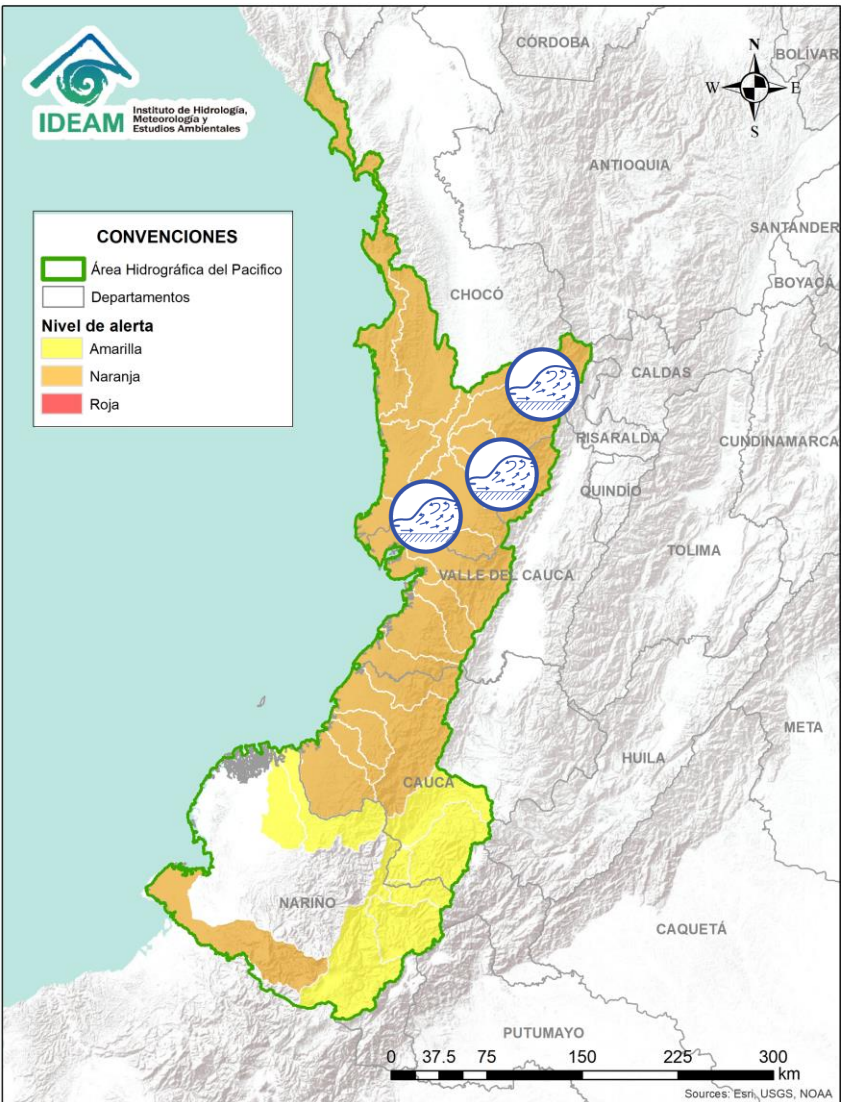 IDEAM
Instituto de Hidrología,
Meteorología y
Estudios Ambientales
N
W
E
S
CÓRDOBA
BOLÍVAR
ANTIOQUIA
SANTANDER
BOYACÁ
CONVENCIONES
Área Hidrográfica del Pacifico
Departamentos
Nivel de alerta
Amarilla
Naranja
Roja
CHOCÓ
CALDAS
RISARALDA
CUNDINAMARCA
QUINDÍO
TOLIMA
VALLE DEL CAUCA
META
HUILA
CAUCA
NARIÑO
CAQUETÁ
PUTUMAYO
0 37.5 75 150 225 300
km
Sources: Esri, USGS, NOAA